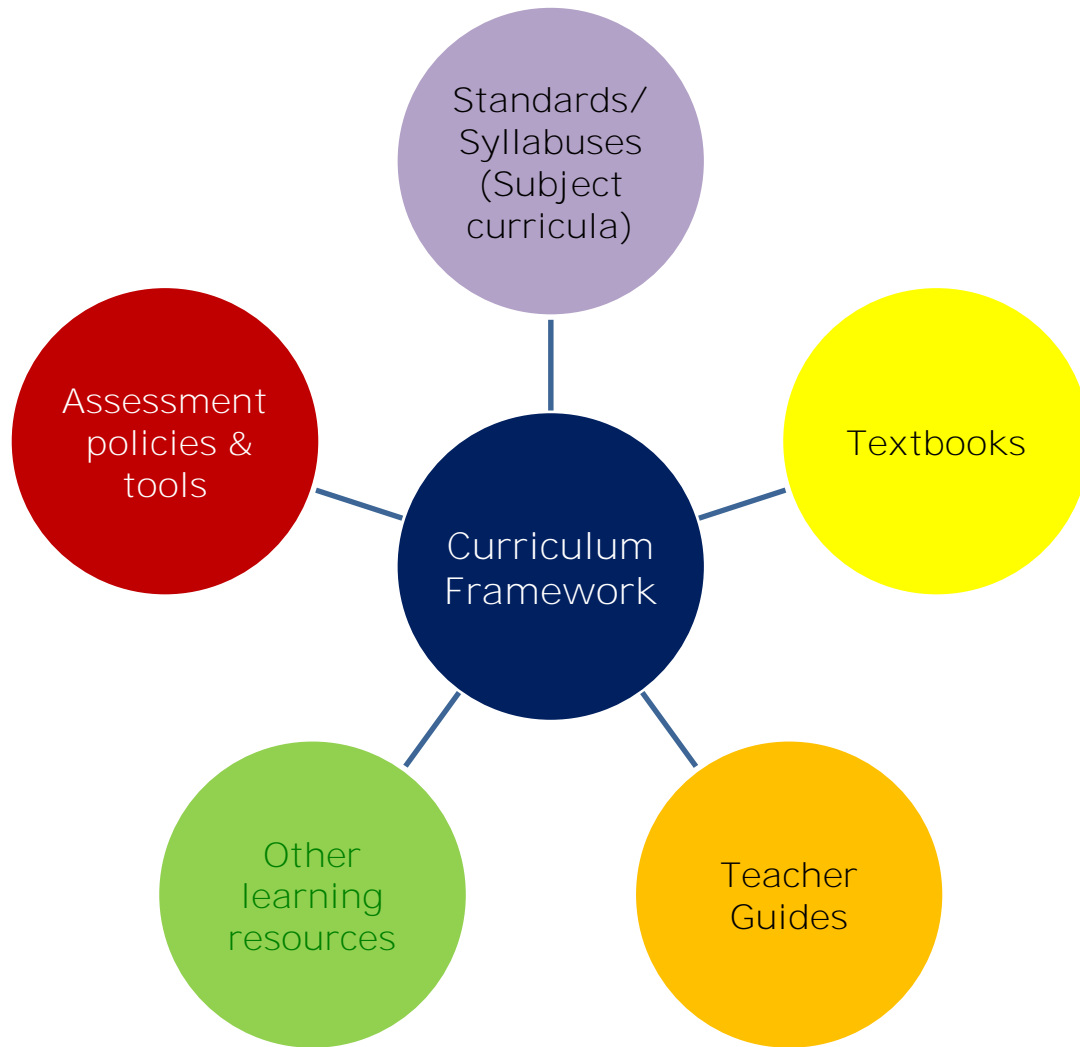 Standards/
Syllabuses
(Subject
curricula)
Assessment
policies &
tools
Textbooks
Curriculum
Framework
Other
learning
resources
Teacher
Guides